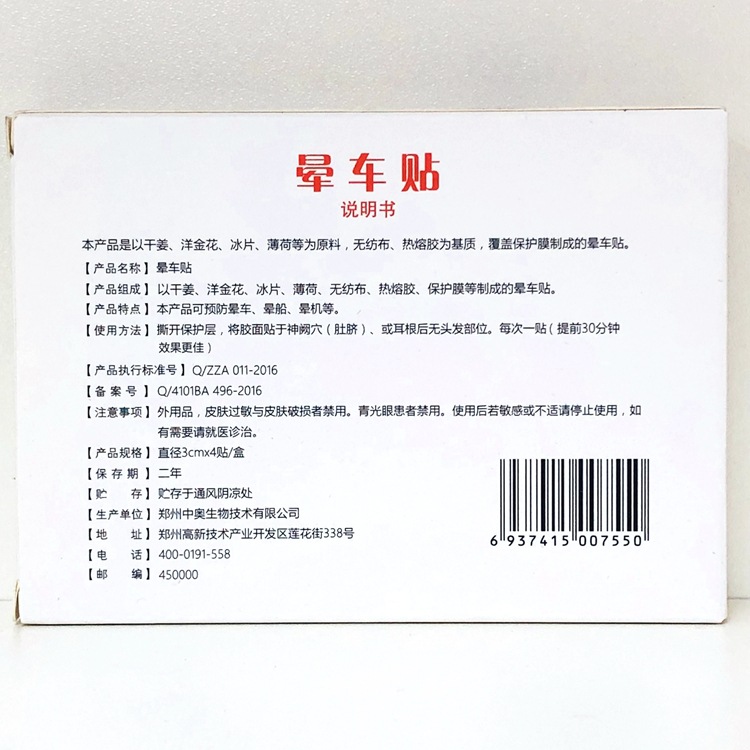 晕车贴
说明书
本产品是以干姜、洋金花、冰片、薄荷等为原料，无纺布、热熔胶为基质，覆盖保护膜制成的晕车贴。
【产品名称】晕车贴
【产品组成】以干姜、洋金花、冰片、薄荷、无纺布、热熔胶、保护膜等制成的晕车贴。
【产品特点】本产品可预防晕车、晕船、晕机等。
【使用方法】撕开保护层，将胶面贴于神阙穴（肚脐）、或耳根后无头发部位。每次一贴（提前30分钟
效果更佳）
【产品执行标准号】Q/ZZA 011-2016
【备案号】Q/4101BA 496-2016
【注意事项】外用品，皮肤过敏与皮肤破损者禁用。青光眼患者禁用。使用后若敏感或不适请停止使用，如
有需要请就医诊治。
【产品规格】直径3cmx4贴/盒
【保存期】二年
【贮 存】贮存于通风阴凉处
【生产单位】郑州中奥生物技术有限公司
【地 址】郑州高新技术产业开发区莲花街338号
【电 话】400-0191-558
【邮 编】450000
6 937415 007550